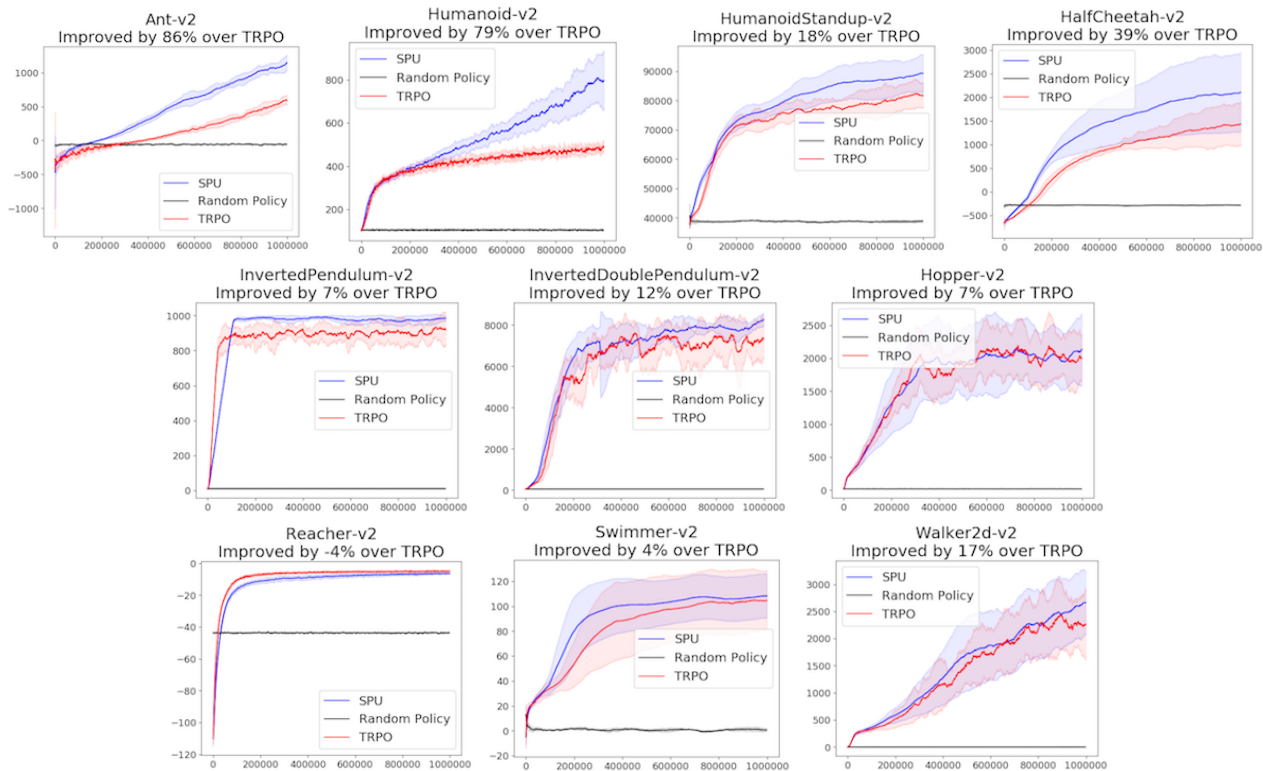 Ant-v2
Improved by 86% over TRPO
1000
500
0
−500
−1000
SPU
Random Policy
TRPO
0 200000 400000 600000 800000 1000000
Humanoid-v2
Improved by 79% over TRPO
800
600
400
200
SPU
Random Policy
TRPO
0 200000 400000 600000 800000 1000000
HumanoidStandup-v2
Improved by 18% over TRPO
90000
80000
70000
60000
50000
40000
SPU
Random Policy
TRPO
0 200000 400000 600000 800000 1000000
HalfCheetah-v2
Improved by 39% over TRPO
3000
2500
2000
1500
1000
500
0
−500
SPU
Random Policy
TRPO
0 200000 400000 600000 800000 1000000
InvertedPendulum-v2
Improved by 7% over TRPO
1000
800
600
400
200
0
SPU
Random Policy
TRPO
0 200000 400000 600000 800000 1000000
InvertedDoublePendulum-v2
Improved by 12% over TRPO
8000
6000
4000
2000
0
SPU
Random Policy
TRPO
0 200000 400000 600000 800000 1000000
Hopper-v2
Improved by 7% over TRPO
2500
2000
1500
1000
500
0
SPU
Random Policy
TRPO
0 200000 400000 600000 800000 1000000
Reacher-v2
Improved by -4% over TRPO
0
−20
−40
−60
−80
−100
−120
SPU
Random Policy
TRPO
0 200000 400000 600000 800000 1000000
Swimmer-v2
Improved by 4% over TRPO
120
100
80
60
40
20
0
−20
SPU
Random Policy
TRPO
0 200000 400000 600000 800000 1000000
Walker2d-v2
Improved by 17% over TRPO
3000
2500
2000
1500
1000
500
0
SPU
Random Policy
TRPO
0 200000 400000 600000 800000 1000000